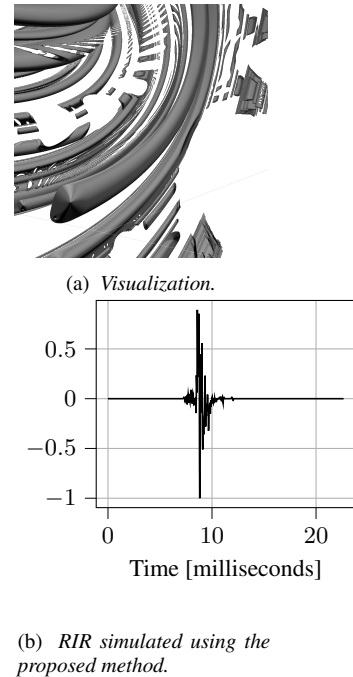 (a) Visualization.
0.5
0
−0.5
−1
0 10 20
Time [milliseconds]
(b) RIR simulated using the
proposed method.